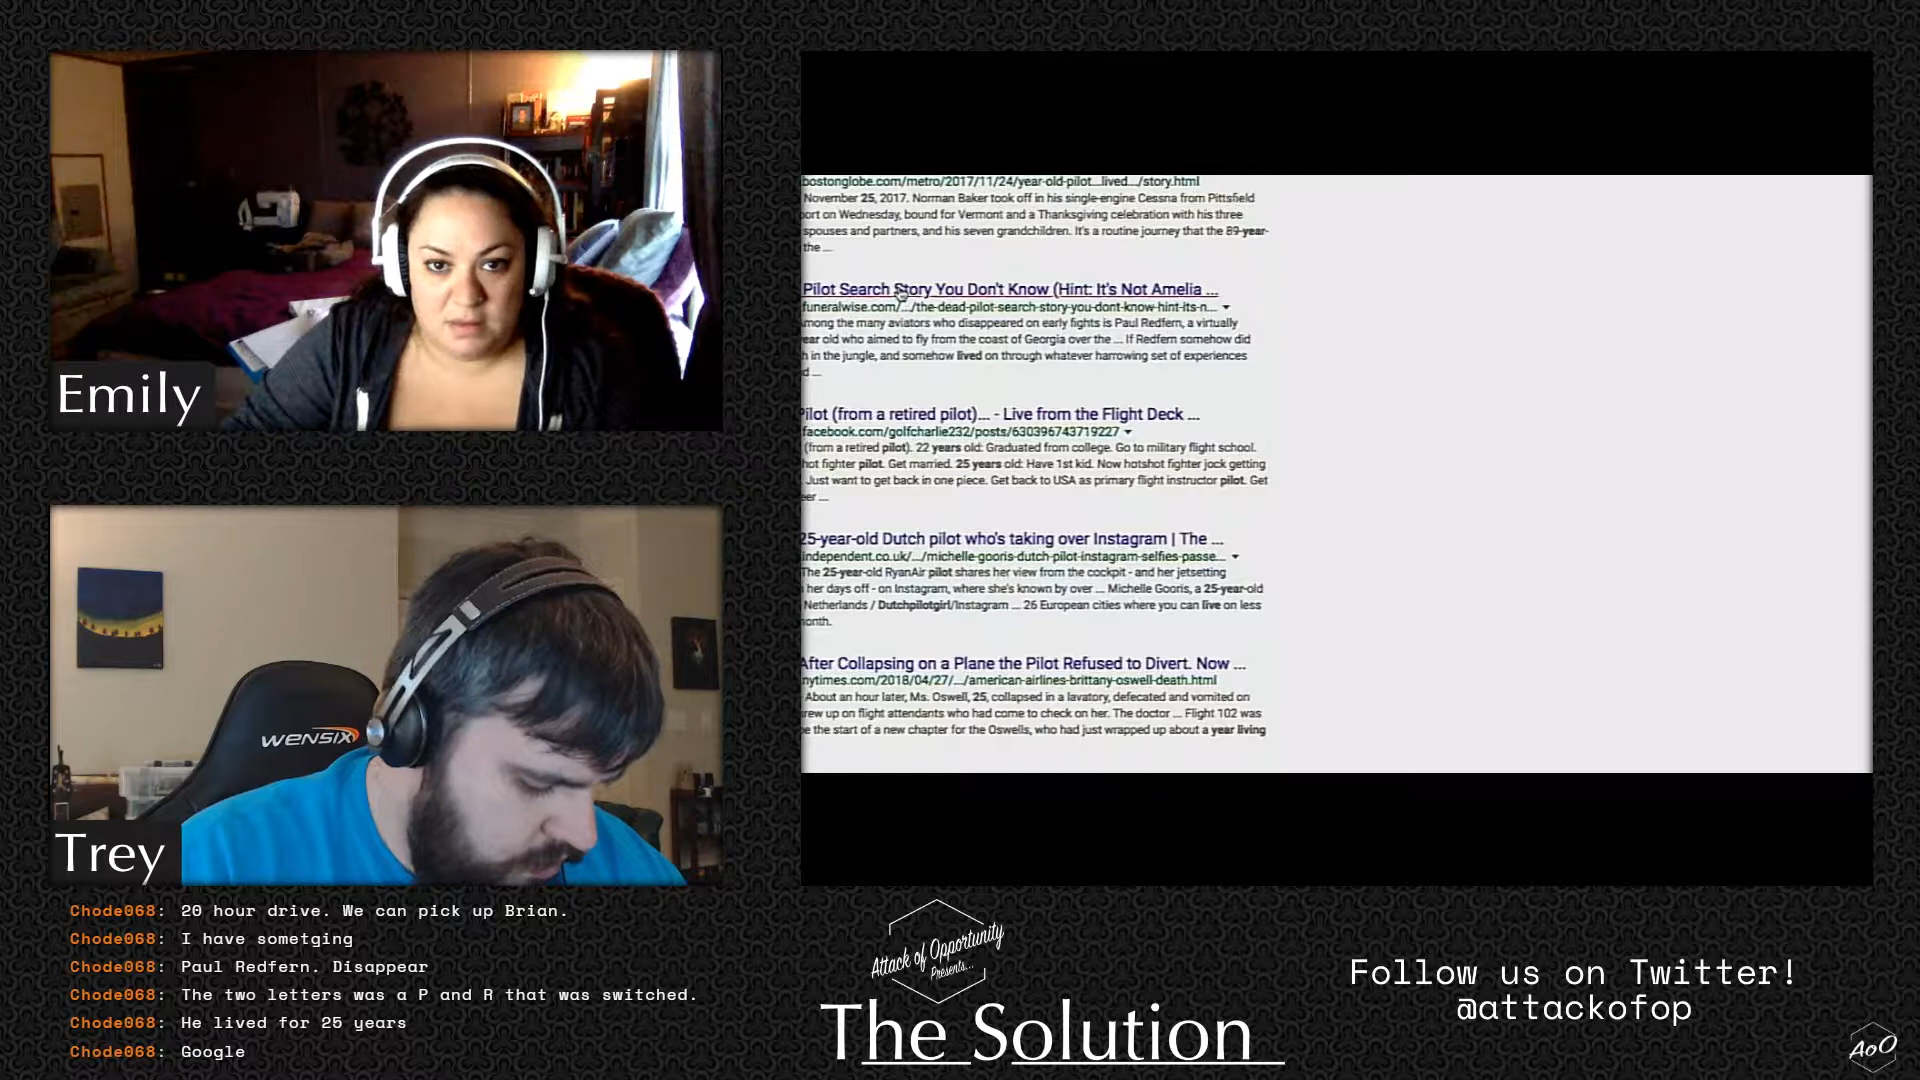 Emily
WENSIX
Trey
Chode068: 20 hour drive. We can pick up Brian.
Chode068: I have sometging
Chode068: Paul Redfern. Disappear
Chode068: The two letters was a P and R that was switched.
Chode068: He lived for 25 years
Chode068: Google
bostonglobe.com/metro/2017/11/24/year-old-pilot...lived.../story.html
November 25, 2017. Norman Baker took off in his single-engine Cessna from Pittsfield
ort on Wednesday, bound for Vermont and a Thanksgiving celebration with his three
spouses and partners, and his seven grandchildren. It's a routine journey that the 89-year-
the ...
Pilot Search Story You Don't Know (Hint: It's Not Amelia ...
funeralwise.com/.../the-dead-pilot-search-story-you-dont-know-hint-its-n...
mong the many aviators who disappeared on early fights is Paul Redfern, a virtually
year old who aimed to fly from the coast of Georgia over the ... If Redfern somehow did
h in the jungle, and somehow lived on through whatever harrowing set of experiences
d ...
Pilot (from a retired pilot)... - Live from the Flight Deck ...
facebook.com/golfcharlie232/posts/630396743719227
(from a retired pilot). 22 years old: Graduated from college. Go to military flight school.
hot fighter pilot. Get married. 25 years old: Have 1st kid. Now hotshot fighter jock getting
Just want to get back in one piece. Get back to USA as primary flight instructor pilot. Get
eer ...
25-year-old Dutch pilot who's taking over Instagram | The ...
independent.co.uk/.../michelle-gooris-dutch-pilot-instagram-selfies-passe...
The 25-year-old RyanAir pilot shares her view from the cockpit - and her jetsetting
her days off - on Instagram, where she's known by over ... Michelle Gooris, a 25-year-old
Netherlands / Dutchpilotgirl/Instagram ... 26 European cities where you can live on less
month.
After Collapsing on a Plane the Pilot Refused to Divert. Now ...
nytimes.com/2018/04/27/.../american-airlines-brittany-oswell-death.html
About an hour later, Ms. Oswell, 25, collapsed in a lavatory, defecated and vomited on
rew up on flight attendants who had come to check on her. The doctor ... Flight 102 was
e the start of a new chapter for the Oswells, who had just wrapped up about a year living
Attack of Opportunity
Presents...
The Solution
Follow us on Twitter!
@attackofop
AoO